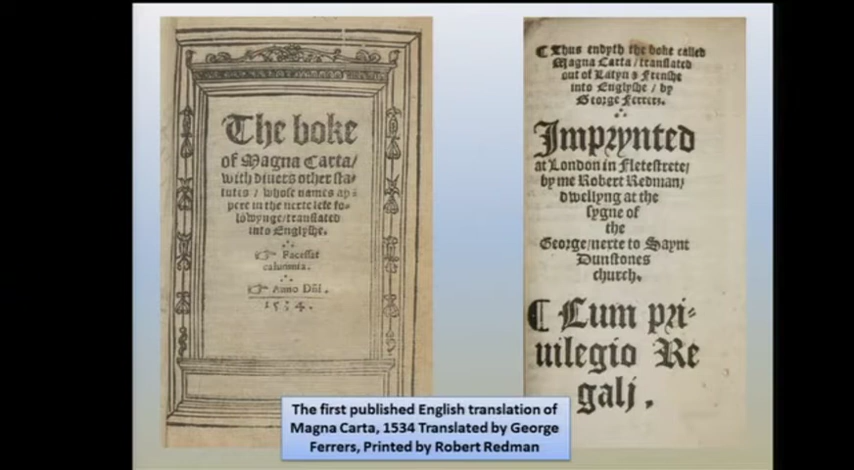 The boke
of Magna Carta/
with divers other sta-
tutes / whose names ap-
pere in the nexte lefe fo-
lowynge/translated
into Englyshe.
Facessat
calumnia.
Anno Dñi.
1534.
¶ Thus endyth the boke called
Magna Carta/translated
out of Latyn & Frenshe
into Englyshe / by
George Ferrers.
Imprynted
at London in Fletestrete/
by me Robert Redman/
dwellyng at the
sygne of
the
George/nexte to Saynt
Dunstones
church.
¶ Cum pri-
uilegio Re
gali.
The first published English translation of
Magna Carta, 1534 Translated by George
Ferrers, Printed by Robert Redman